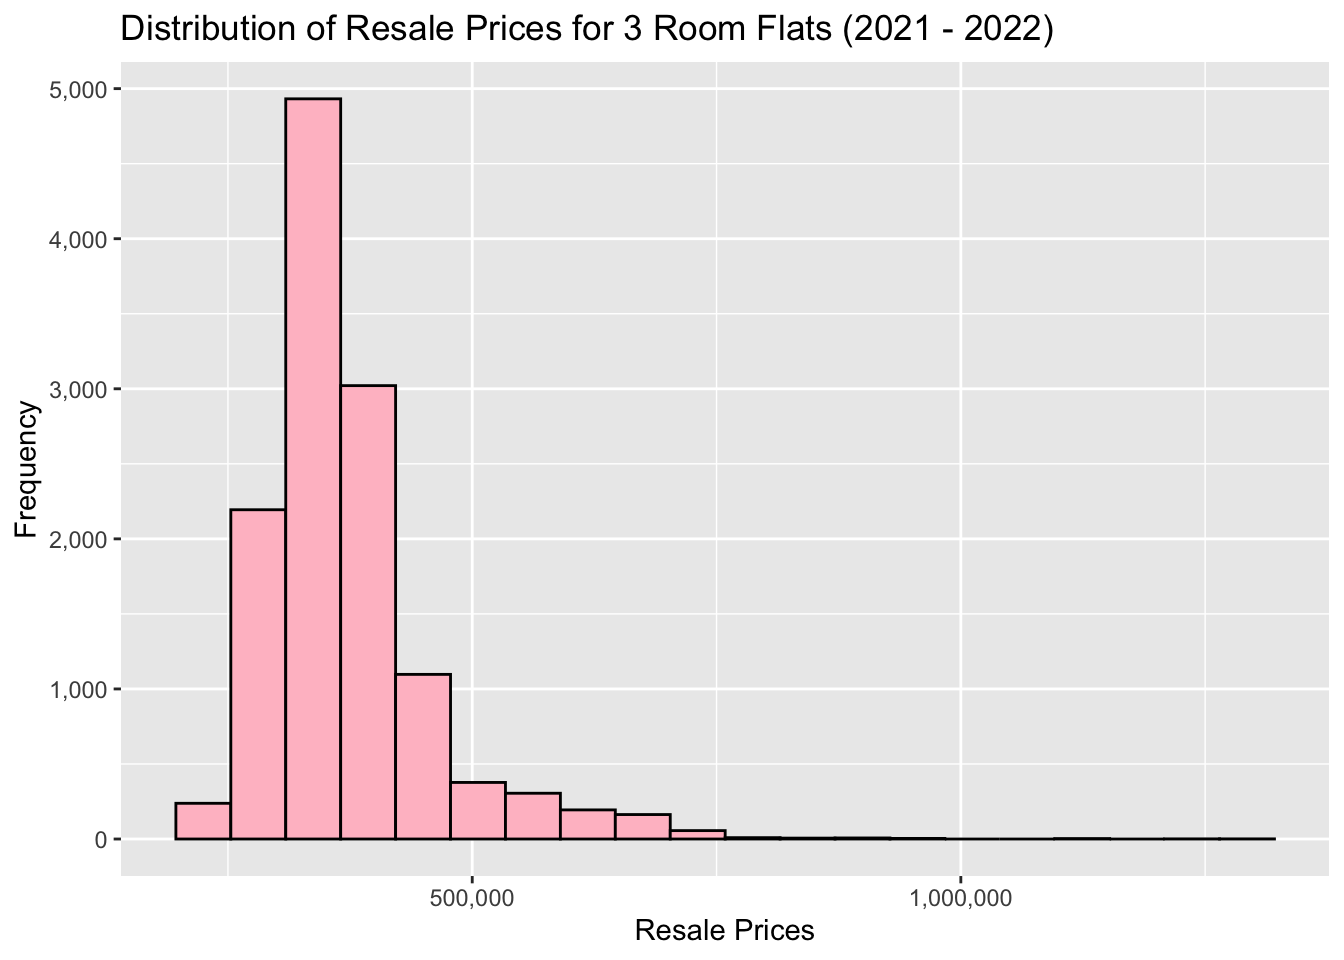 Distribution of Resale Prices for 3 Room Flats (2021 - 2022)
5,000
4,000
3,000
2,000
1,000
0
Frequency
500,000
1,000,000
Resale Prices